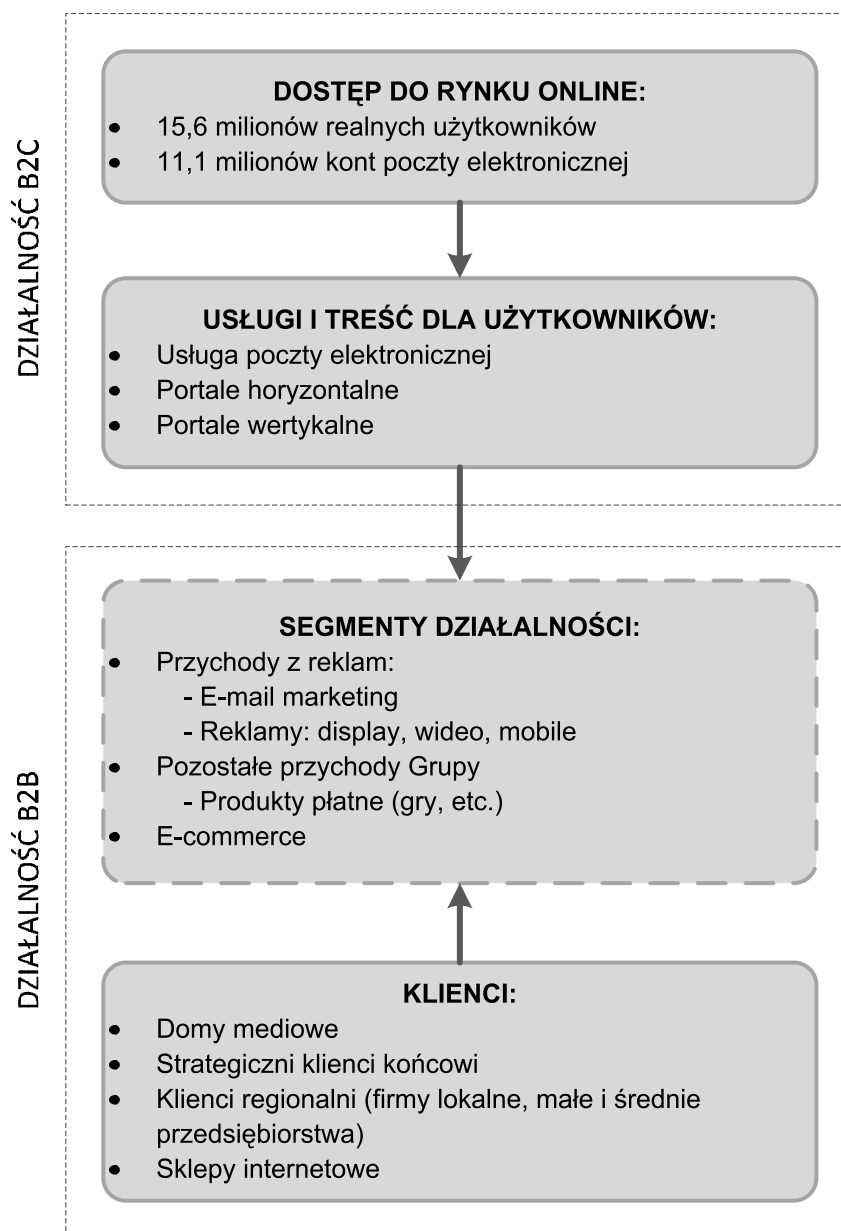 DZIAŁALNOŚĆ B2C
DOSTĘP DO RYNKU ONLINE:
• 15,6 milionów realnych użytkowników
• 11,1 milionów kont poczty elektronicznej
USŁUGI I TREŚĆ DLA UŻYTKOWNIKÓW:
• Usługa poczty elektronicznej
• Portale horyzontalne
• Portale wertykalne
DZIAŁALNOŚĆ B2B
SEGMENTY DZIAŁALNOŚCI:
• Przychody z reklam:
- E-mail marketing
- Reklamy: display, wideo, mobile
• Pozostałe przychody Grupy
- Produkty płatne (gry, etc.)
• E-commerce
KLIENCI:
• Domy mediowe
• Strategiczni klienci końcowi
• Klienci regionalni (firmy lokalne, małe i średnie
przedsiębiorstwa)
• Sklepy internetowe